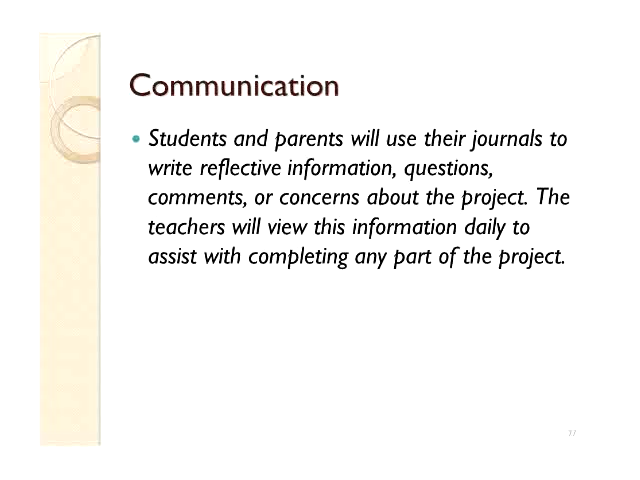 Communication
Students and parents will use their journals to
write reflective information, questions,
comments, or concerns about the project. The
teachers will view this information daily to
assist with completing any part of the project.